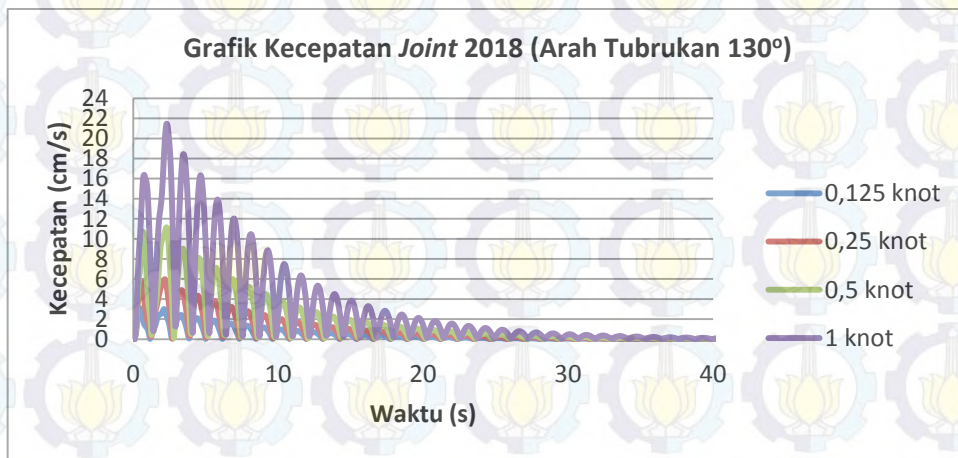 Grafik Kecepatan Joint 2018 (Arah Tubrukan 130°)
Kecepatan (cm/s)
24
22
20
18
16
14
12
10
8
6
4
2
0
0 10 20 30 40
Waktu (s)
0,125 knot
0,25 knot
0,5 knot
1 knot